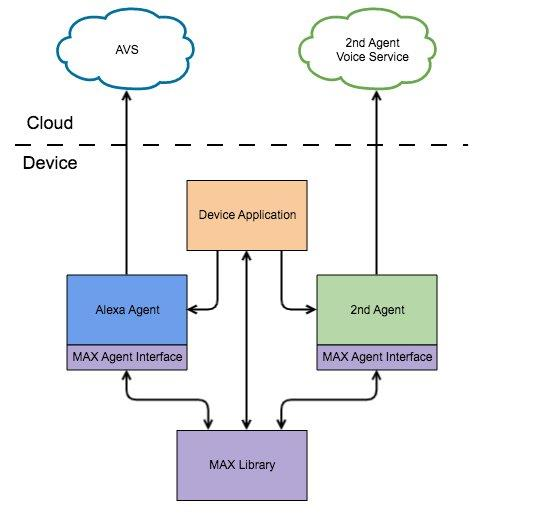 AVS
2nd Agent
Voice Service
Cloud
Device
Device Application
Alexa Agent
2nd Agent
MAX Agent Interface
MAX Agent Interface
MAX Library